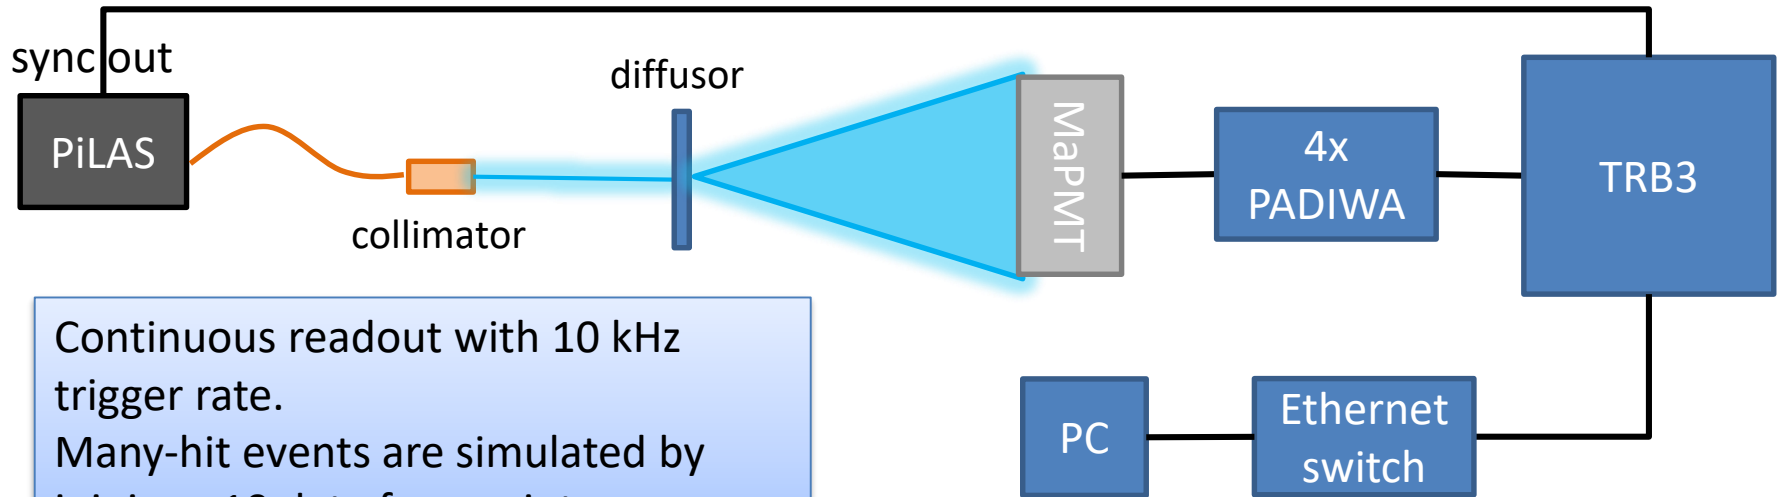 sync out
PiLAS
collimator
diffusor
MaPMT
4x
PADIWA
TRB3
Continuous readout with 10 kHz
trigger rate.
Many-hit events are simulated by
PC
Ethernet
switch